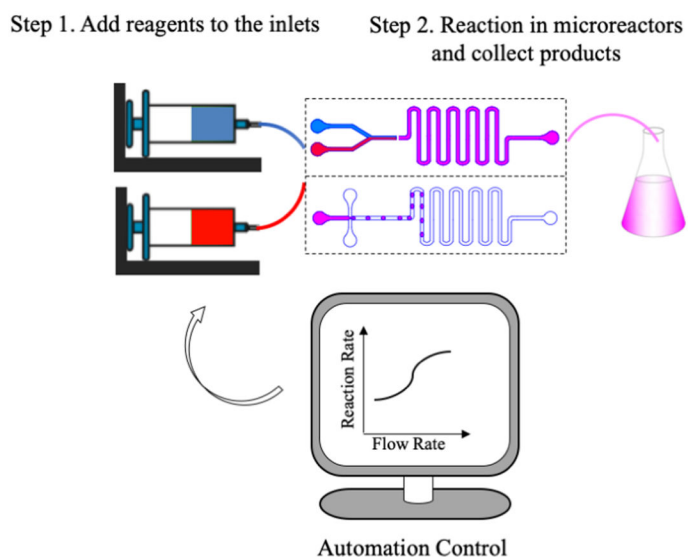 Step 1. Add reagents to the inlets
Step 2. Reaction in microreactors
and collect products
Reaction Rate
Flow Rate
Automation Control